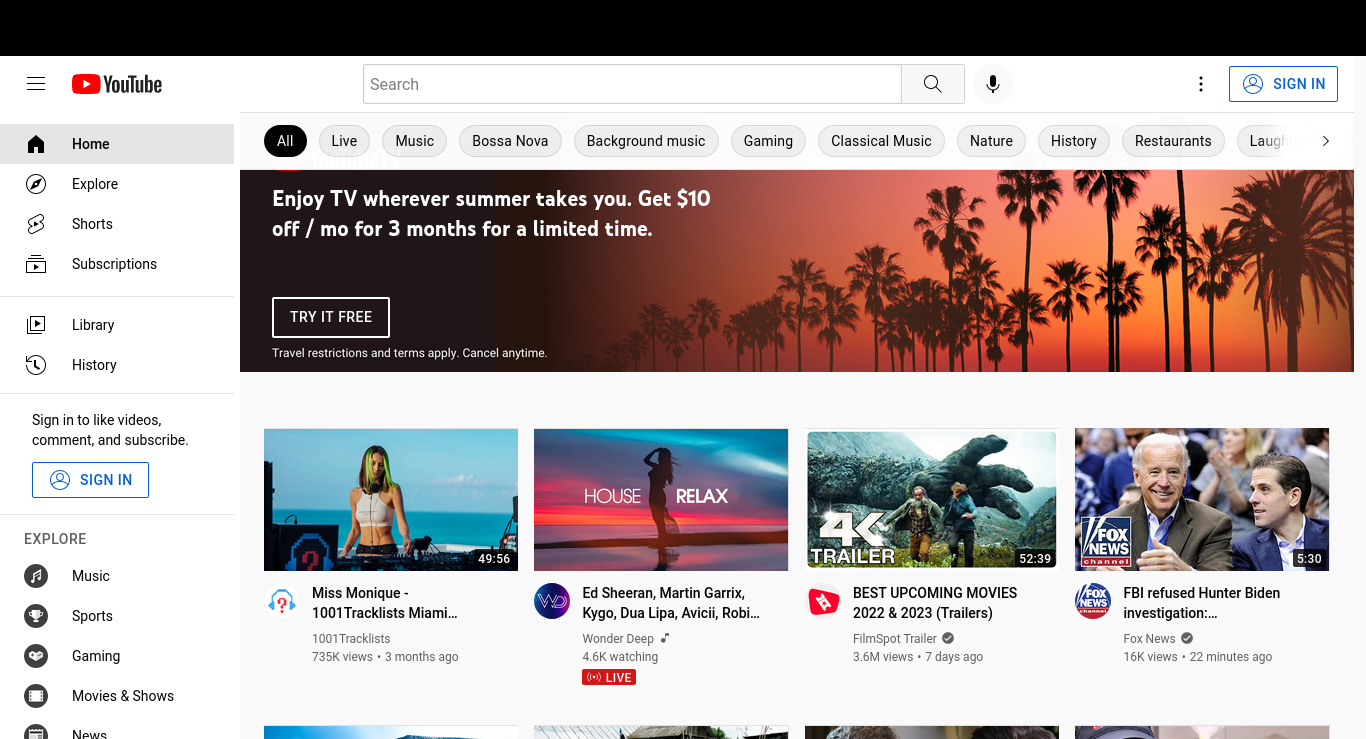 YouTube
Search
SIGN IN
Home
Explore
Shorts
Subscriptions
Library
History
Sign in to like videos,
comment, and subscribe.
SIGN IN
EXPLORE
Music
Sports
Gaming
Movies & Shows
News
All
Live
Music
Bossa Nova
Background music
Gaming
Classical Music
Nature
History
Restaurants
Enjoy TV wherever summer takes you. Get $10
off / mo for 3 months for a limited time.
TRY IT FREE
Travel restrictions and terms apply. Cancel anytime.
49:56
Miss Monique -
1001Tracklists Miami…
1001Tracklists
735K views • 3 months ago
HOUSE RELAX
WD
Ed Sheeran, Martin Garrix,
Kygo, Dua Lipa, Avicii, Robi…
Wonder Deep
4.6K watching
LIVE
4K
TRAILER
52:39
BEST UPCOMING MOVIES
2022 & 2023 (Trailers)
FilmSpot Trailer
3.6M views • 7 days ago
FOX
NEWS
channel
5:30
FOX
NEWS
channel
FBI refused Hunter Biden
investigation:…
Fox News
16K views • 22 minutes ago